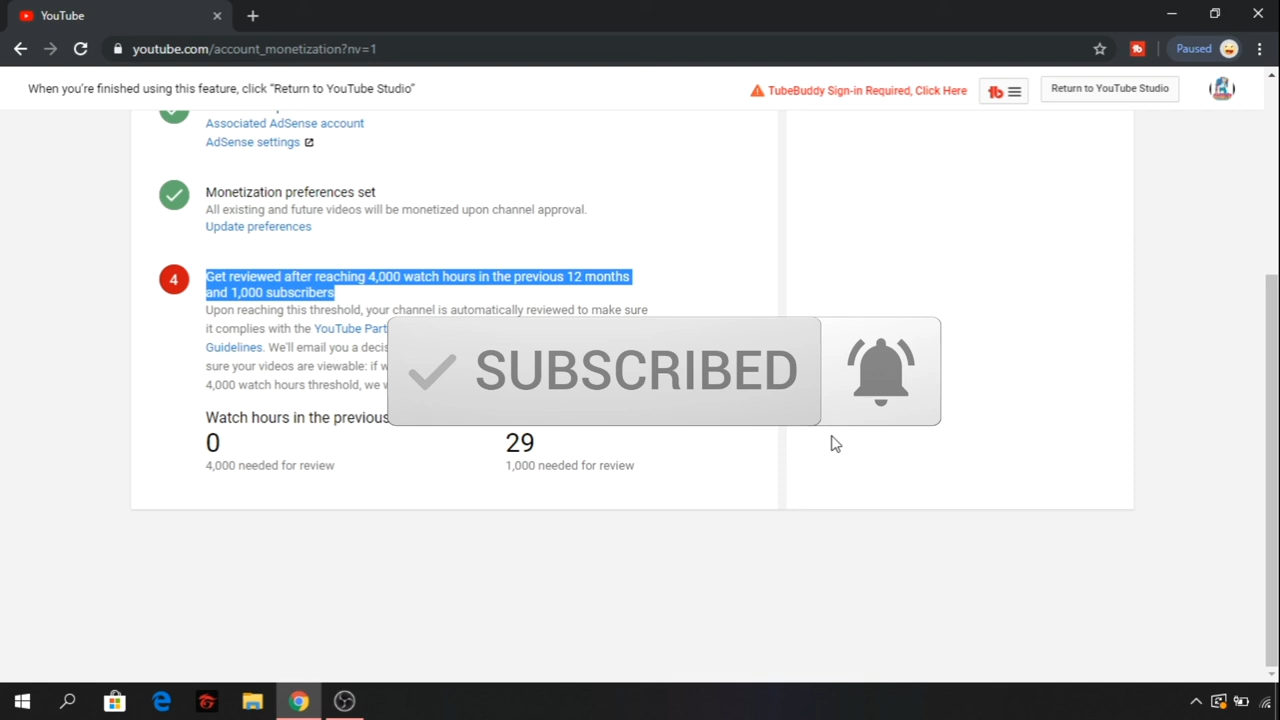 YouTube
youtube.com/account_monetization?nv=1
Paused
When you're finished using this feature, click "Return to YouTube Studio"
TubeBuddy Sign-in Required, Click Here
tb
Return to YouTube Studio
Associated AdSense account
AdSense settings
Monetization preferences set
All existing and future videos will be monetized upon channel approval.
Update preferences
4
Get reviewed after reaching 4,000 watch hours in the previous 12 months
and 1,000 subscribers
Upon reaching this threshold, your channel is automatically reviewed to make sure
it complies with the YouTube
Guidelines. We'll email you a
sure your videos are viewable: if
4,000 watch hours threshold, we
SUBSCRIBED
Watch hours in the previous
0
29
4,000 needed for review
1,000 needed for review